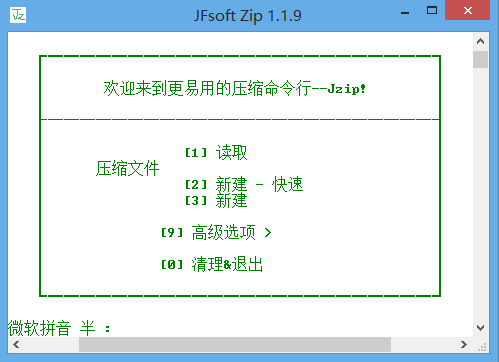 JFsoft Zip 1.1.9
欢迎来到更易用的压缩命令行--Jzip!
[1] 读取
压缩文件
[2] 新建 - 快速
[3] 新建
[9] 高级选项 >
[0] 清理&退出
微软拼音 半 :